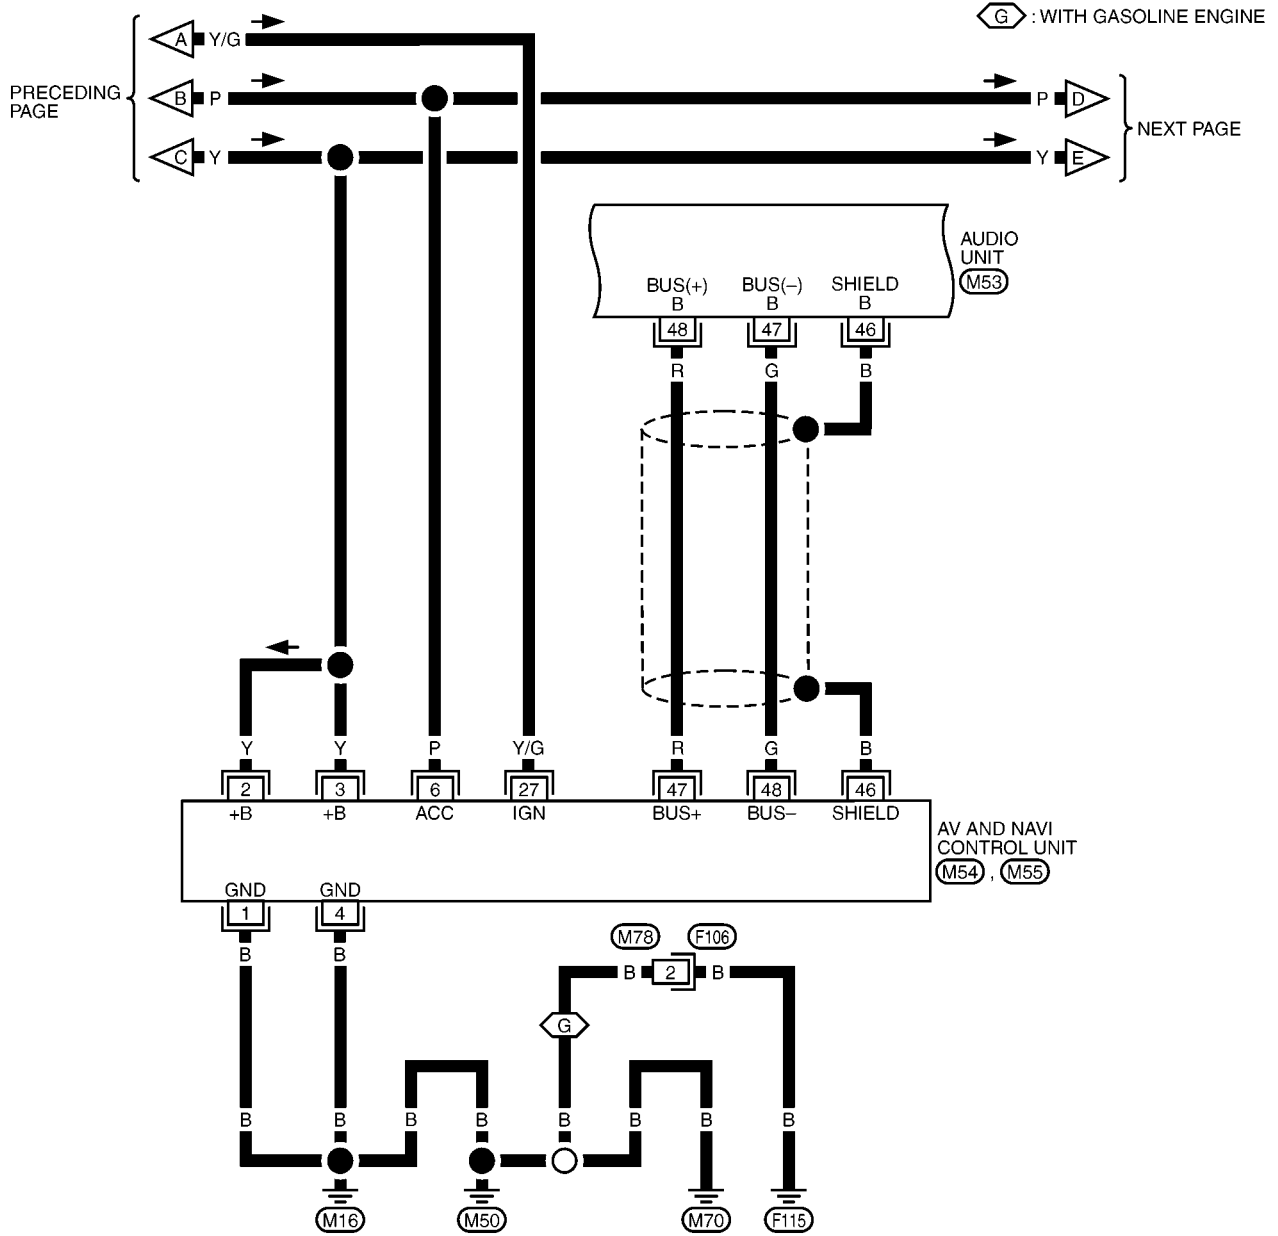 G : WITH GASOLINE ENGINE
A Y/G
PRECEDING
PAGE
B P
P D
C Y
Y E
NEXT PAGE
AUDIO
UNIT
M53
BUS(+) BUS(–) SHIELD
B B B
48 47 46
R G B
Y Y P Y/G R G B
2 3 6 27 47 48 46
+B +B ACC IGN BUS+ BUS– SHIELD
AV AND NAVI
CONTROL UNIT
M54 , M55
GND GND
1 4
B B
M78 F106
B 2 B
G
B B B B B B B B
M16 M50 M70 F115